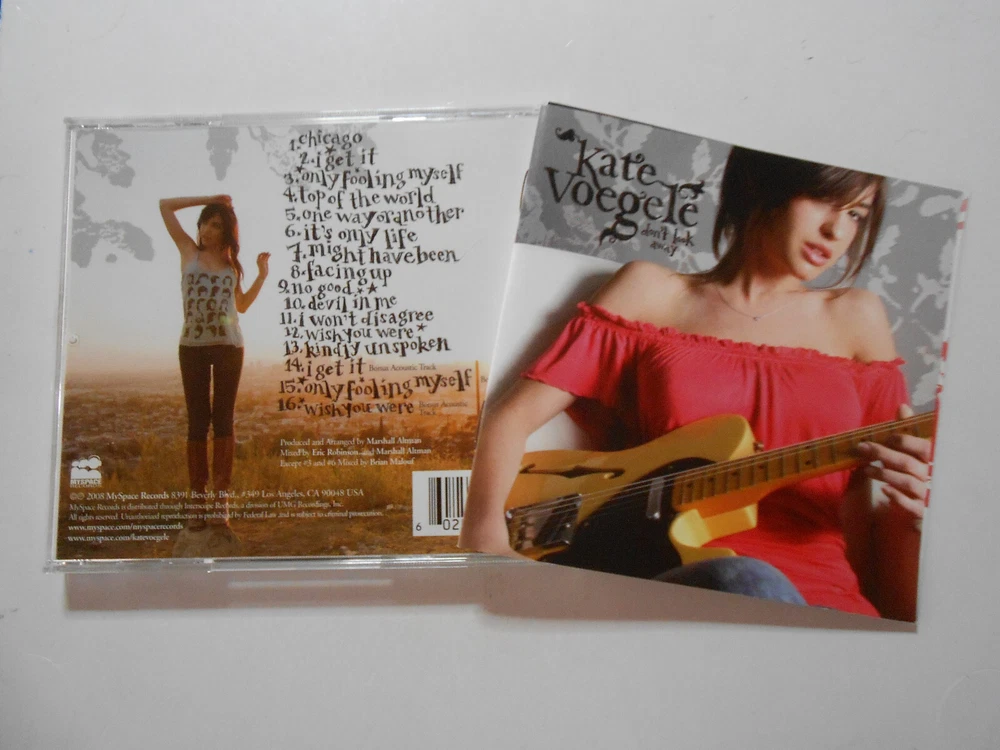 1. chicago
2. i get it
3. *only fooling myself
4. top of the world
5. one way or another
6. it's only life
7. might have been
8. facing up
9. no good **
10. devil in me
11. i won't disagree
12. wish you were *
13. kindly unspoken
14. i get it Bonus Acoustic Track
15. *only fooling myself
16. *wish you were Bonus Acoustic
Track
Produced and Arranged by Marshall Altman
Mixed by Eric Robinson and Marshall Altman
Except #3 and #6 Mixed by Brian Malouf
MYSPACE
©℗ 2008 MySpace Records 8391 Beverly Blvd., #349 Los Angeles, CA 90048 USA
MySpace Records is distributed through Interscope Records, a division of UMG Recordings, Inc.
All rights reserved. Unauthorized reproduction is prohibited by Federal Law and is subject to criminal prosecution.
www.myspace.com/myspacerecords
www.myspace.com/katevoegele
6 02
Kate
Voegele
don't look
away